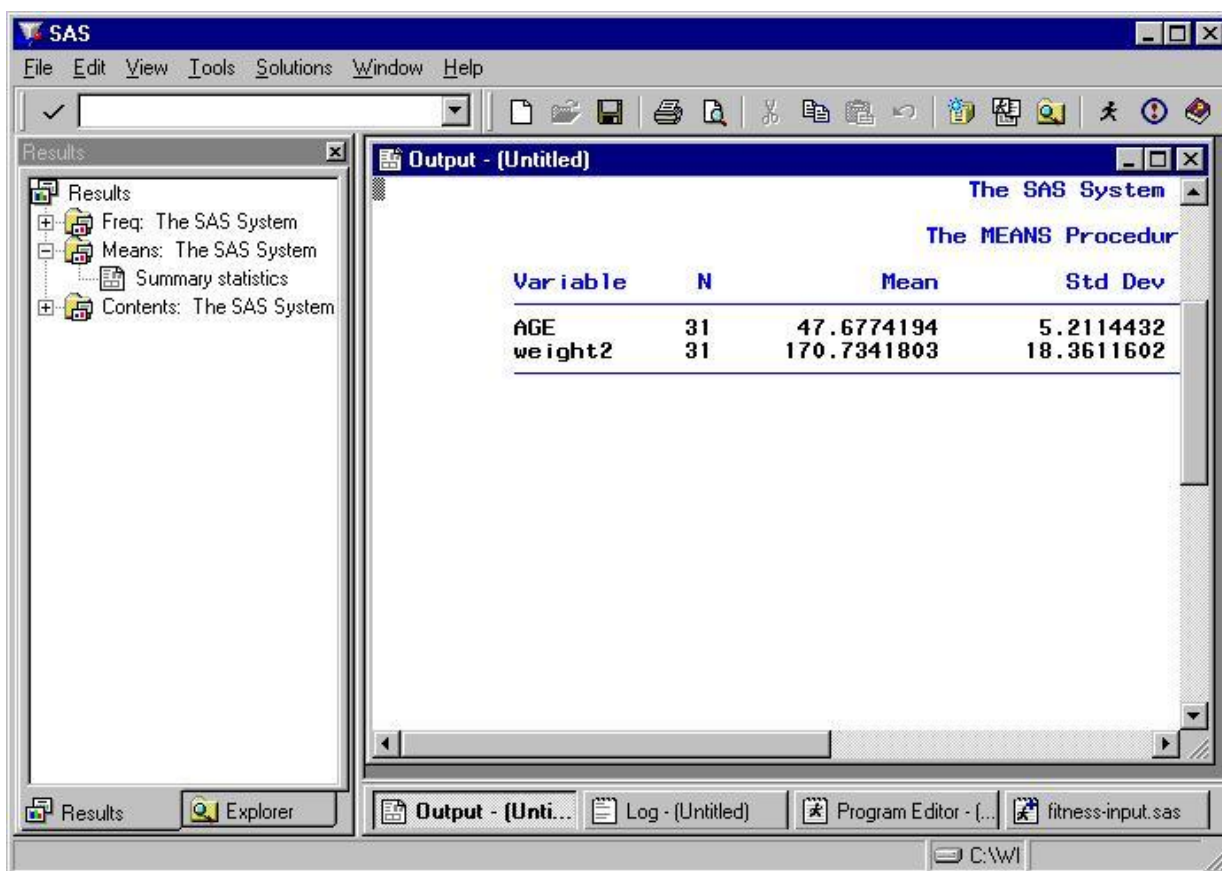 SAS
File Edit View Tools Solutions Window Help
Results
Results
Freq: The SAS System
Means: The SAS System
Summary statistics
Contents: The SAS System
Output - (Untitled)
The SAS System
The MEANS Procedur
Variable N Mean Std Dev
AGE 31 47.6774194 5.2114432
weight2 31 170.7341803 18.3611602
Results Explorer
Output - (Unti... Log - (Untitled) Program Editor - (... fitness-input.sas
C:\WI